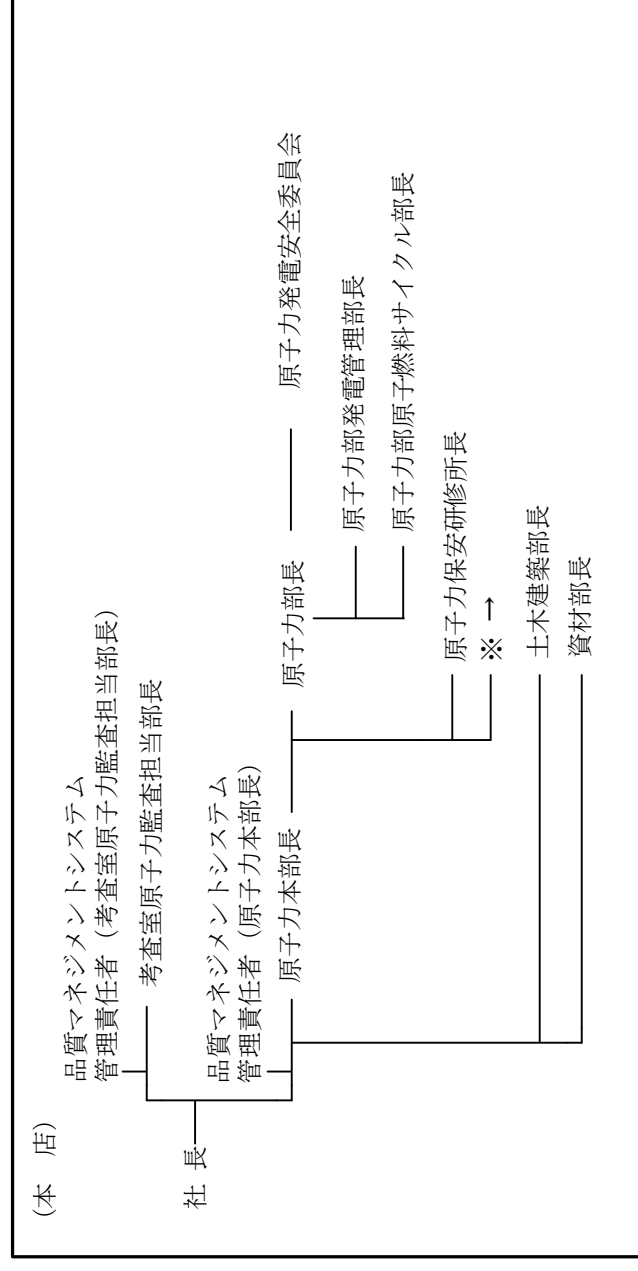 (本　店)
品質マネジメントシステム
管理責任者 (考査室原子力監査担当部長)
考査室原子力監査担当部長
社　長
品質マネジメントシステム
管理責任者 (原子力本部長)
原子力本部長
原子力部長
原子力発電安全委員会
原子力部発電管理部長
原子力部原子燃料サイクル部長
原子力保安研修所長
※ →
土木建築部長
資材部長